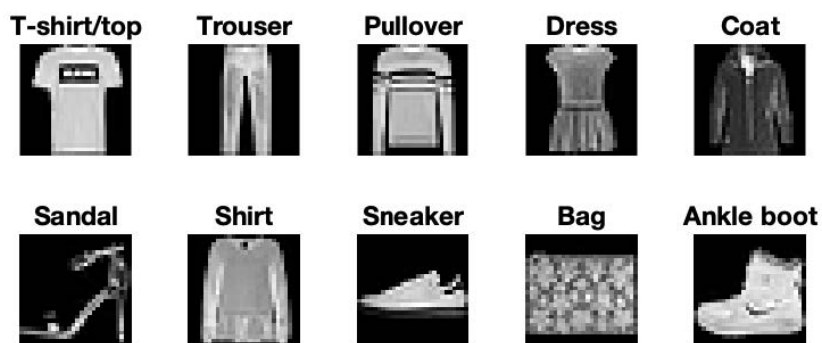 T-shirt/top Trouser Pullover Dress Coat
Sandal Shirt Sneaker Bag Ankle boot